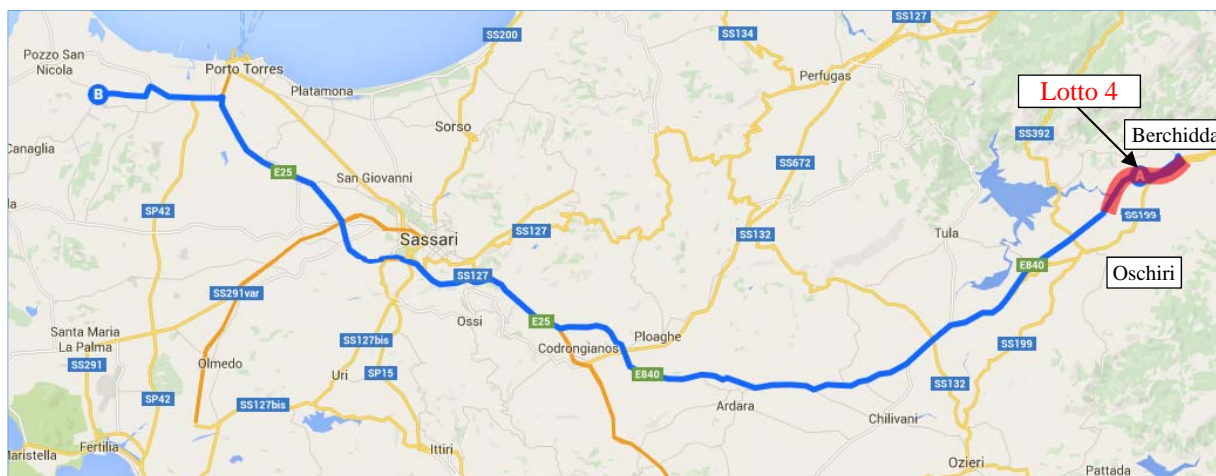 SS200
SS134
SS127
Pozzo San
Nicola
Porto Torres
Perfugas
B
Platamona
Lotto 4
Canaglia
Sorso
SS392
Berchidda
E25
San Giovanni
SS672
A
SP42
SS199
Sassari
SS127
SS132
Tula
SS127
E840
Oschiri
SS291var
Ossi
E25
Santa Maria
La Palma
Ploaghe
SS127bis
Codrongianos
SS199
SS291
Olmedo
Uri
SP15
E840
SS132
SP42
SS127bis
Ardara
Chilivani
Maristella
Fertilia
Ittiri
Ozieri
Pattada